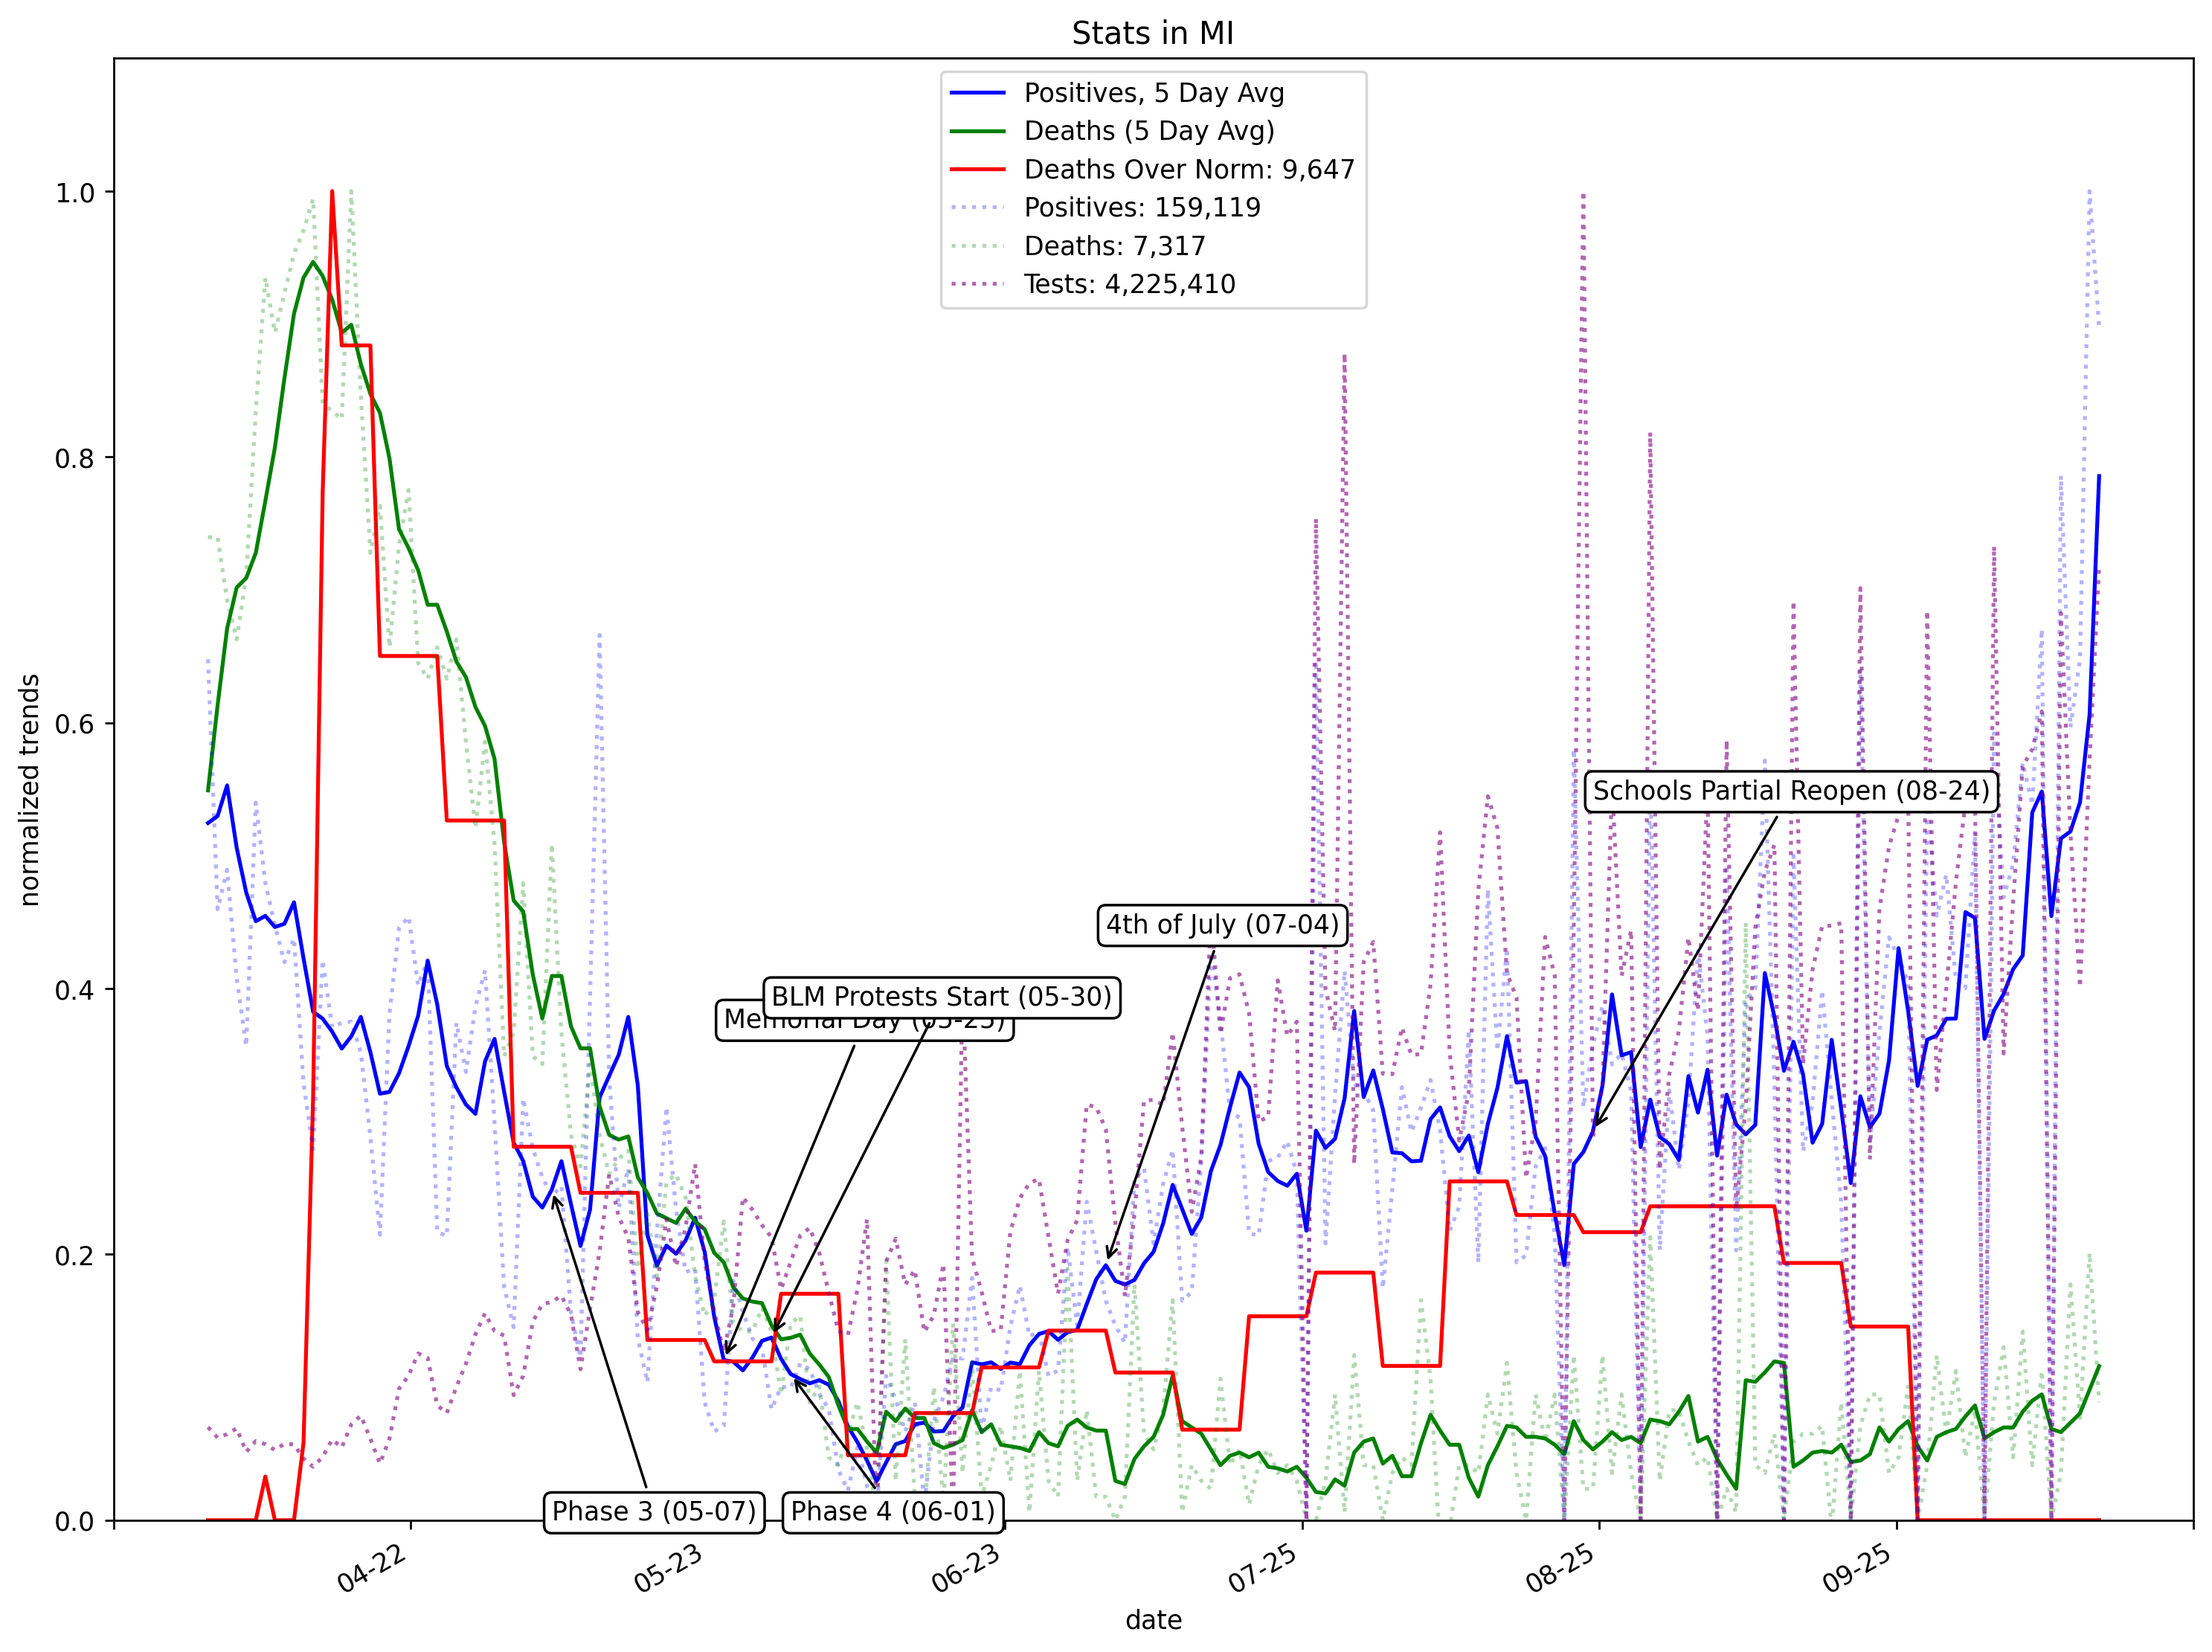 Stats in MI
Positives, 5 Day Avg
Deaths (5 Day Avg)
Deaths Over Norm: 9,647
Positives: 159,119
Deaths: 7,317
Tests: 4,225,410
normalized trends
1.0
0.8
0.6
0.4
0.2
0.0
Schools Partial Reopen (08-24)
4th of July (07-04)
BLM Protests Start (05-30)
Memorial Day (05-25)
Phase 3 (05-07)
Phase 4 (06-01)
04-22
05-23
06-23
07-25
08-25
09-25
date